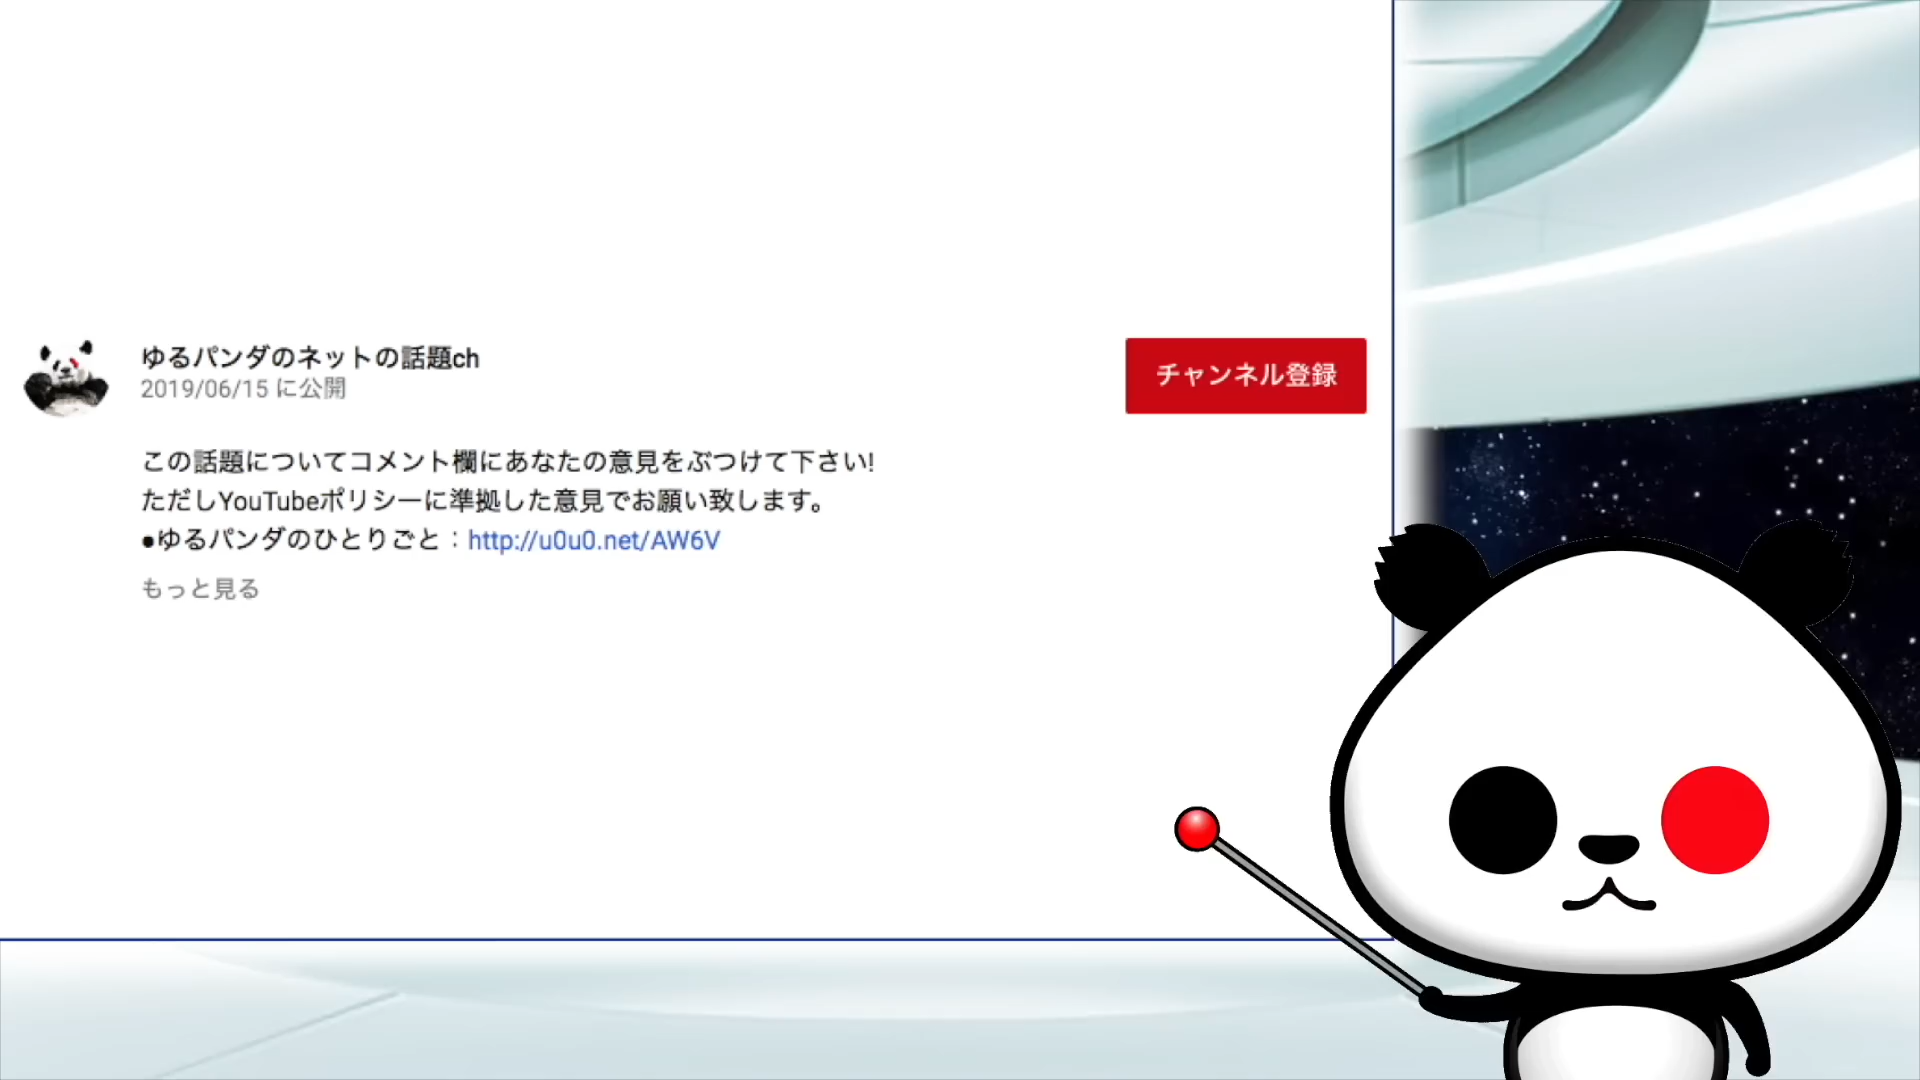 ゆるパンダのネットの話題ch
2019/06/15 に公開
チャンネル登録
この話題についてコメント欄にあなたの意見をぶつけて下さい!
ただしYouTubeポリシーに準拠した意見でお願い致します。
●ゆるパンダのひとりごと：http://u0u0.net/AW6V
もっと見る